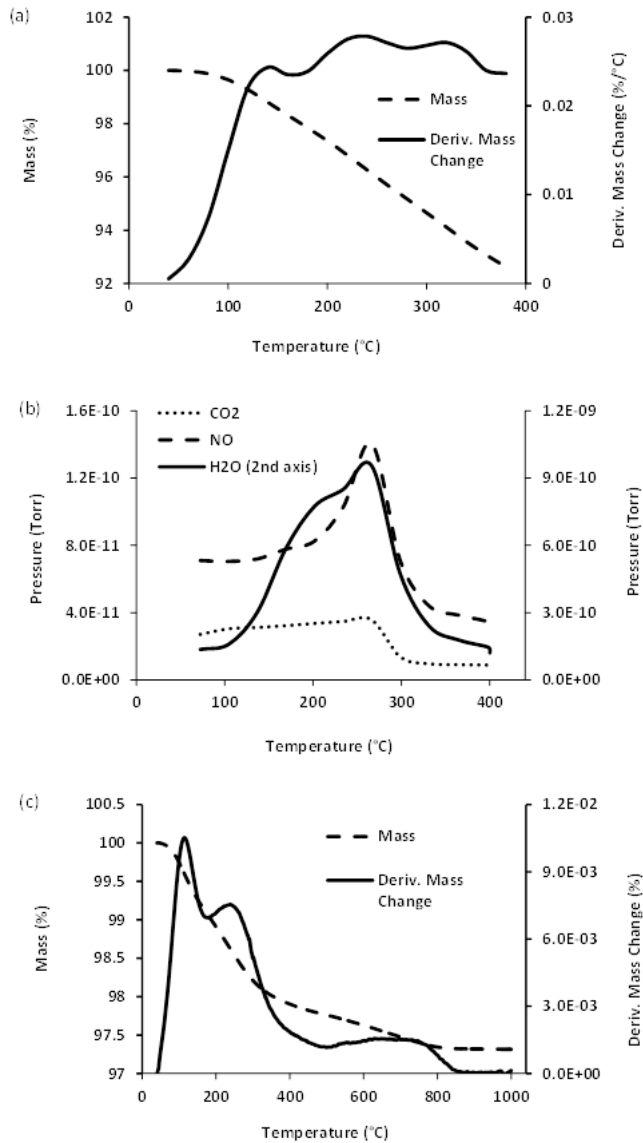 (a)
102
100
98
96
94
92
Mass (%)
0.03
0.02
0.01
0
Deriv. Mass Change (%/°C)
Mass
Deriv. Mass
Change
0
100
200
300
400
Temperature (°C)
(b)
1.6E-10
1.2E-10
8.0E-11
4.0E-11
0.0E+00
Pressure (Torr)
CO2
NO
H2O (2nd axis)
1.2E-09
9.0E-10
6.0E-10
3.0E-10
0.0E+00
Pressure (Torr)
0
100
200
300
400
Temperature (°C)
(c)
100.5
100
99.5
99
98.5
98
97.5
97
Mass (%)
Mass
Deriv. Mass
Change
1.2E-02
9.0E-03
6.0E-03
3.0E-03
0.0E+00
Deriv. Mass Change (%)
0
200
400
600
800
1000
Temperature (°C)